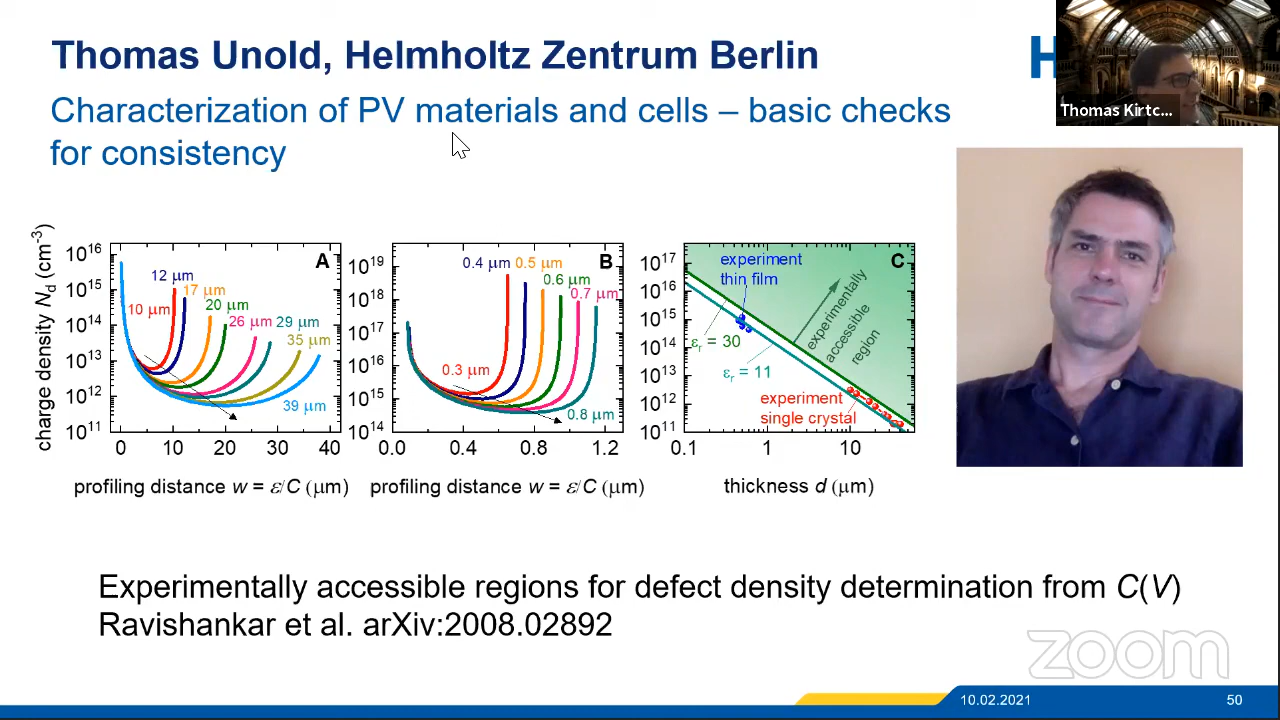 Thomas Unold, Helmholtz Zentrum Berlin
H
Thomas Kirtc...
Characterization of PV materials and cells – basic checks
for consistency
charge density Nd (cm-3)
10^16
10^15
10^14
10^13
10^12
10^11
A
12 μm
17 μm
10 μm
20 μm
26 μm
29 μm
35 μm
39 μm
0 10 20 30 40
profiling distance w = ε/C (μm)
10^19
10^18
10^17
10^16
10^15
10^14
B
0.4 μm
0.5 μm
0.6 μm
0.7 μm
0.3 μm
0.8 μm
0.0 0.4 0.8 1.2
profiling distance w = ε/C (μm)
10^17
10^16
10^15
10^14
10^13
10^12
10^11
C
experiment
thin film
experimentally
accessible
region
εr = 30
εr = 11
experiment
single crystal
0.1 1 10
thickness d (μm)
Experimentally accessible regions for defect density determination from C(V)
Ravishankar et al. arXiv:2008.02892
zoom
10.02.2021
50